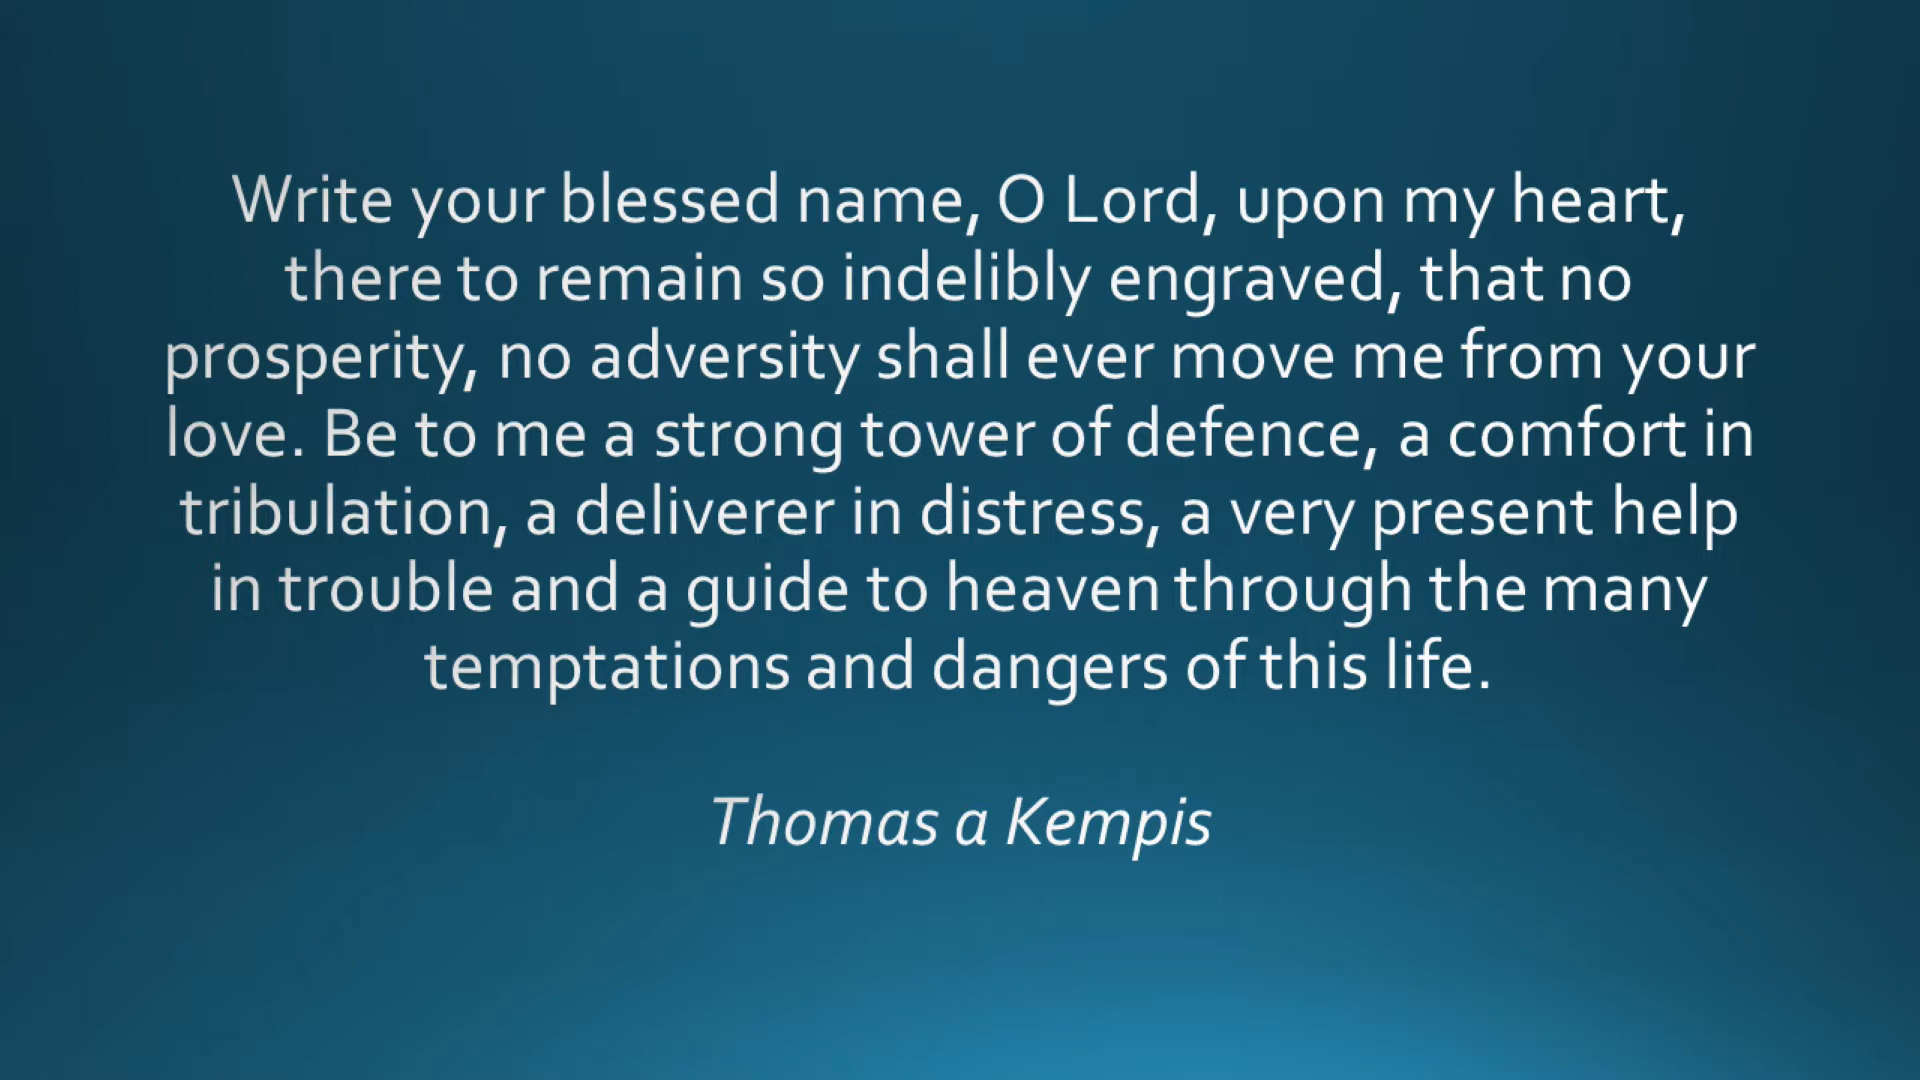 Write your blessed name, O Lord, upon my heart,
there to remain so indelibly engraved, that no
prosperity, no adversity shall ever move me from your
love. Be to me a strong tower of defence, a comfort in
tribulation, a deliverer in distress, a very present help
in trouble and a guide to heaven through the many
temptations and dangers of this life.
Thomas a Kempis